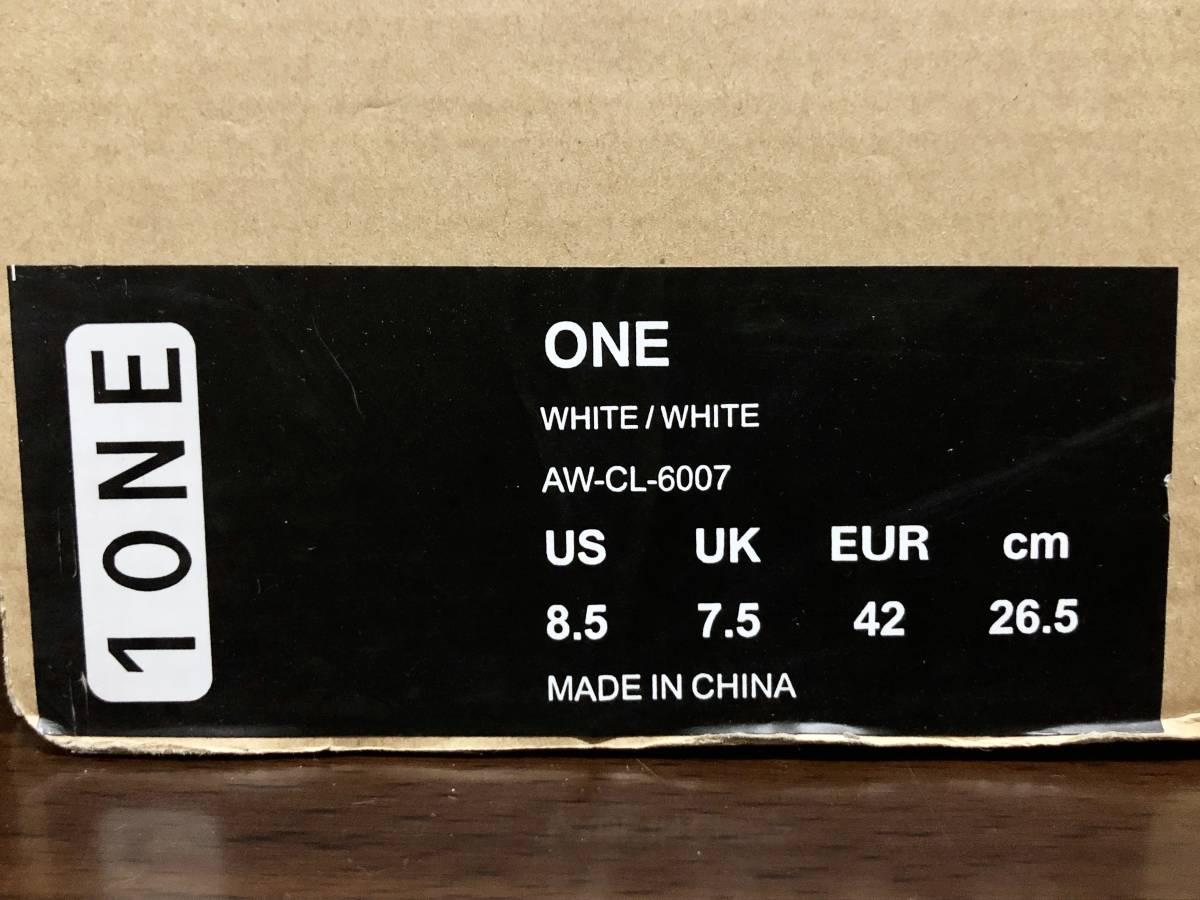 1ONE
ONE
WHITE / WHITE
AW-CL-6007
US UK EUR cm
8.5 7.5 42 26.5
MADE IN CHINA